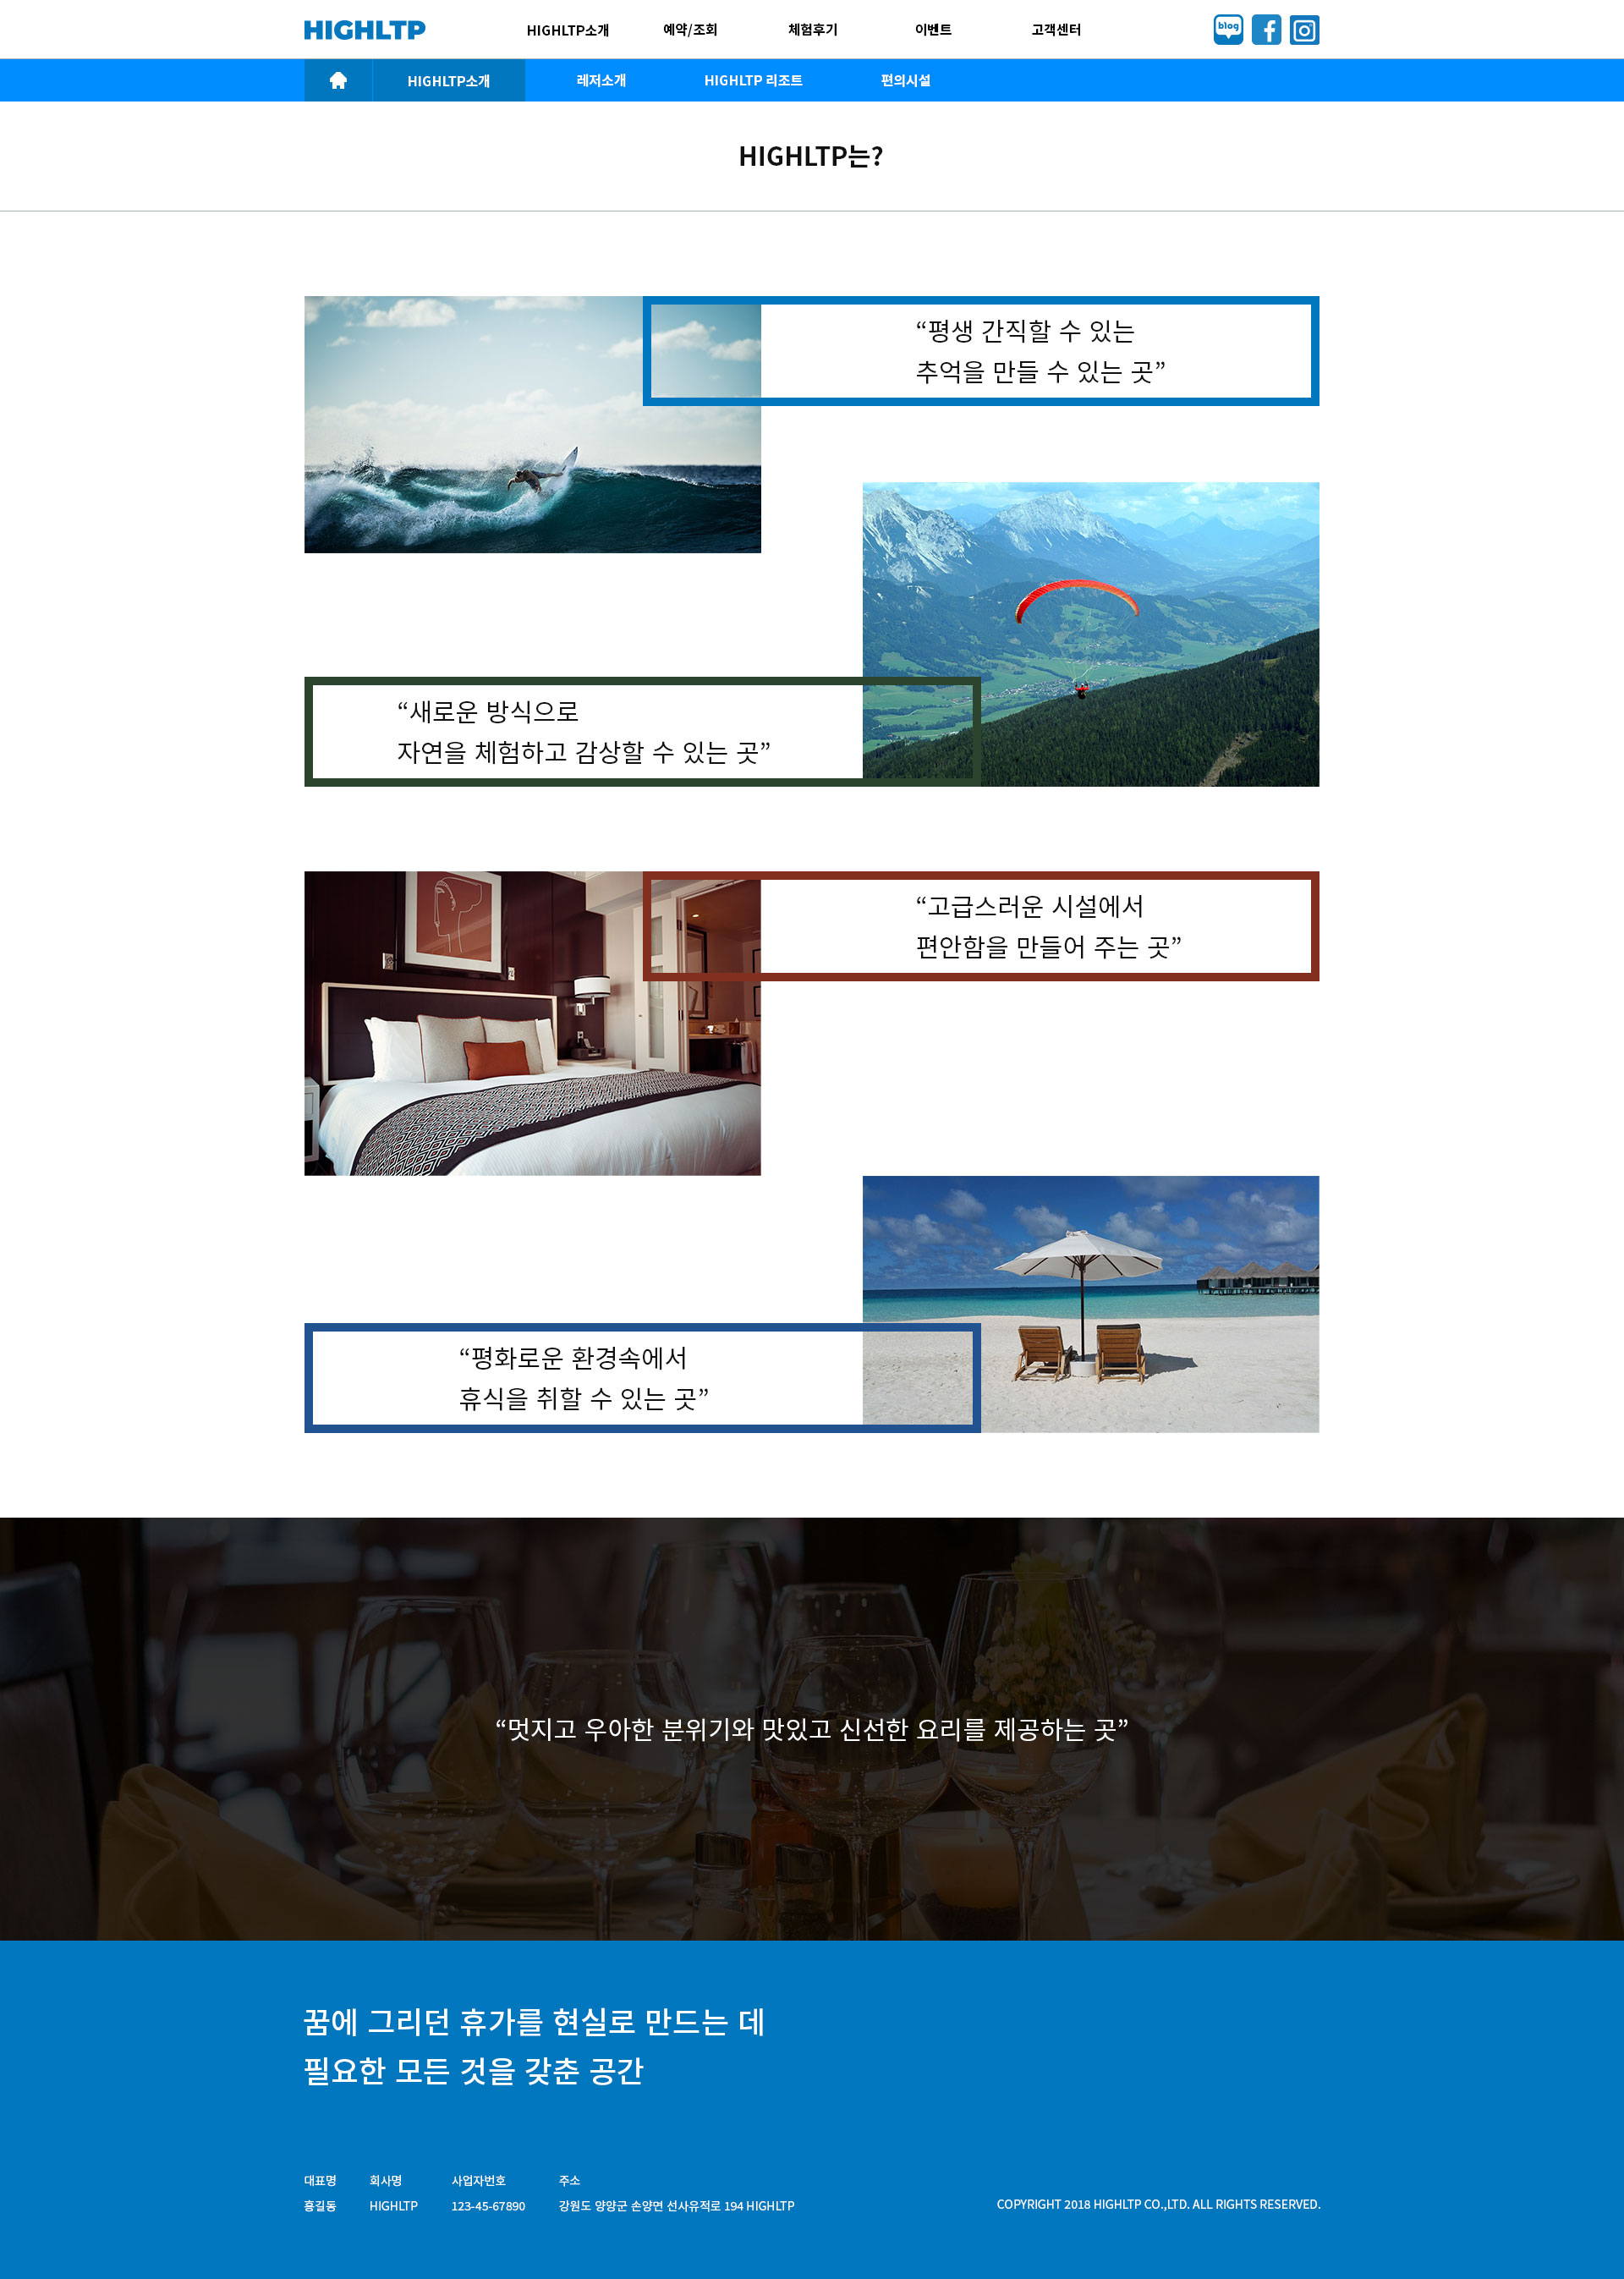 HIGHLTP
HIGHLTP소개
예약/조회
체험후기
이벤트
고객센터
blog
HIGHLTP소개
레저소개
HIGHLTP 리조트
편의시설
HIGHLTP는?
“평생 간직할 수 있는
추억을 만들 수 있는 곳”
“새로운 방식으로
자연을 체험하고 감상할 수 있는 곳”
“고급스러운 시설에서
편안함을 만들어 주는 곳”
“평화로운 환경속에서
휴식을 취할 수 있는 곳”
“멋지고 우아한 분위기와 맛있고 신선한 요리를 제공하는 곳”
꿈에 그리던 휴가를 현실로 만드는 데
필요한 모든 것을 갖춘 공간
대표명
회사명
사업자번호
주소
홍길동
HIGHLTP
123-45-67890
강원도 양양군 손양면 선사유적로 194 HIGHLTP
COPYRIGHT 2018 HIGHLTP CO.,LTD. ALL RIGHTS RESERVED.